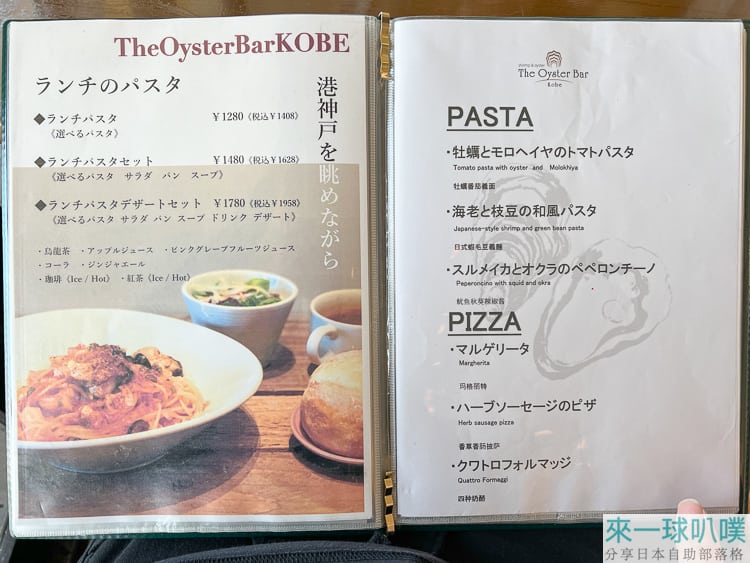 TheOysterBarKOBE
ランチのパスタ
港神戸を眺めながら
◆ランチパスタ ￥1280《税込￥1408》
《選べるパスタ》
◆ランチパスタセット ￥1480《税込￥1628》
《選べるパスタ サラダ パン スープ》
◆ランチパスタデザートセット ￥1780《税込￥1958》
《選べるパスタ サラダ パン スープ ドリンク デザート》
・烏龍茶 ・アップルジュース ・ピンクグレープフルーツジュース
・コーラ ・ジンジャエール
・珈琲（Ice / Hot） ・紅茶（Ice / Hot）
shrimp & oyster
The Oyster Bar
Kobe
PASTA
・牡蠣とモロヘイヤのトマトパスタ
Tomato pasta with oyster and Molokhiya
牡蠣番茄義面
・海老と枝豆の和風パスタ
Japanese-style shrimp and green bean pasta
日式蝦毛豆義麵
・スルメイカとオクラのペペロンチーノ
Peperoncino with squid and okra
鱿鱼秋葵辣椒酱
PIZZA
・マルゲリータ
Margherita
玛格丽特
・ハーブソーセージのピザ
Herb sausage pizza
香草香肠披萨
・クワトロフォルマッジ
Quattro Formaggi
四种奶酪
來一球叭噗
分享日本自助部落格